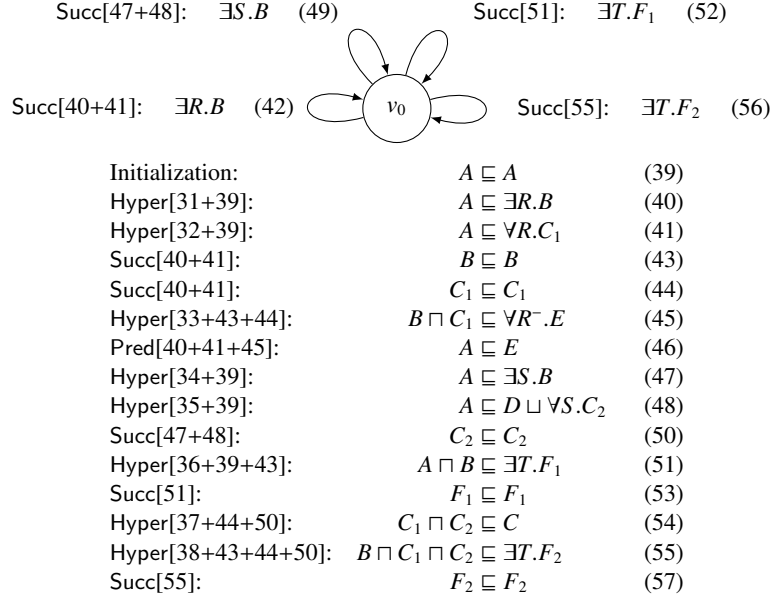 Succ[47+48]: ∃S.B (49) Succ[51]: ∃T.F₁ (52)
Succ[40+41]: ∃R.B (42) v₀ Succ[55]: ∃T.F₂ (56)
Initialization: A ⊑ A (39)
Hyper[31+39]: A ⊑ ∃R.B (40)
Hyper[32+39]: A ⊑ ∀R.C₁ (41)
Succ[40+41]: B ⊑ B (43)
Succ[40+41]: C₁ ⊑ C₁ (44)
Hyper[33+43+44]: B ⊓ C₁ ⊑ ∀R⁻.E (45)
Pred[40+41+45]: A ⊑ E (46)
Hyper[34+39]: A ⊑ ∃S.B (47)
Hyper[35+39]: A ⊑ D ⊔ ∀S.C₂ (48)
Succ[47+48]: C₂ ⊑ C₂ (50)
Hyper[36+39+43]: A ⊓ B ⊑ ∃T.F₁ (51)
Succ[51]: F₁ ⊑ F₁ (53)
Hyper[37+44+50]: C₁ ⊓ C₂ ⊑ C (54)
Hyper[38+43+44+50]: B ⊓ C₁ ⊓ C₂ ⊑ ∃T.F₂ (55)
Succ[55]: F₂ ⊑ F₂ (57)